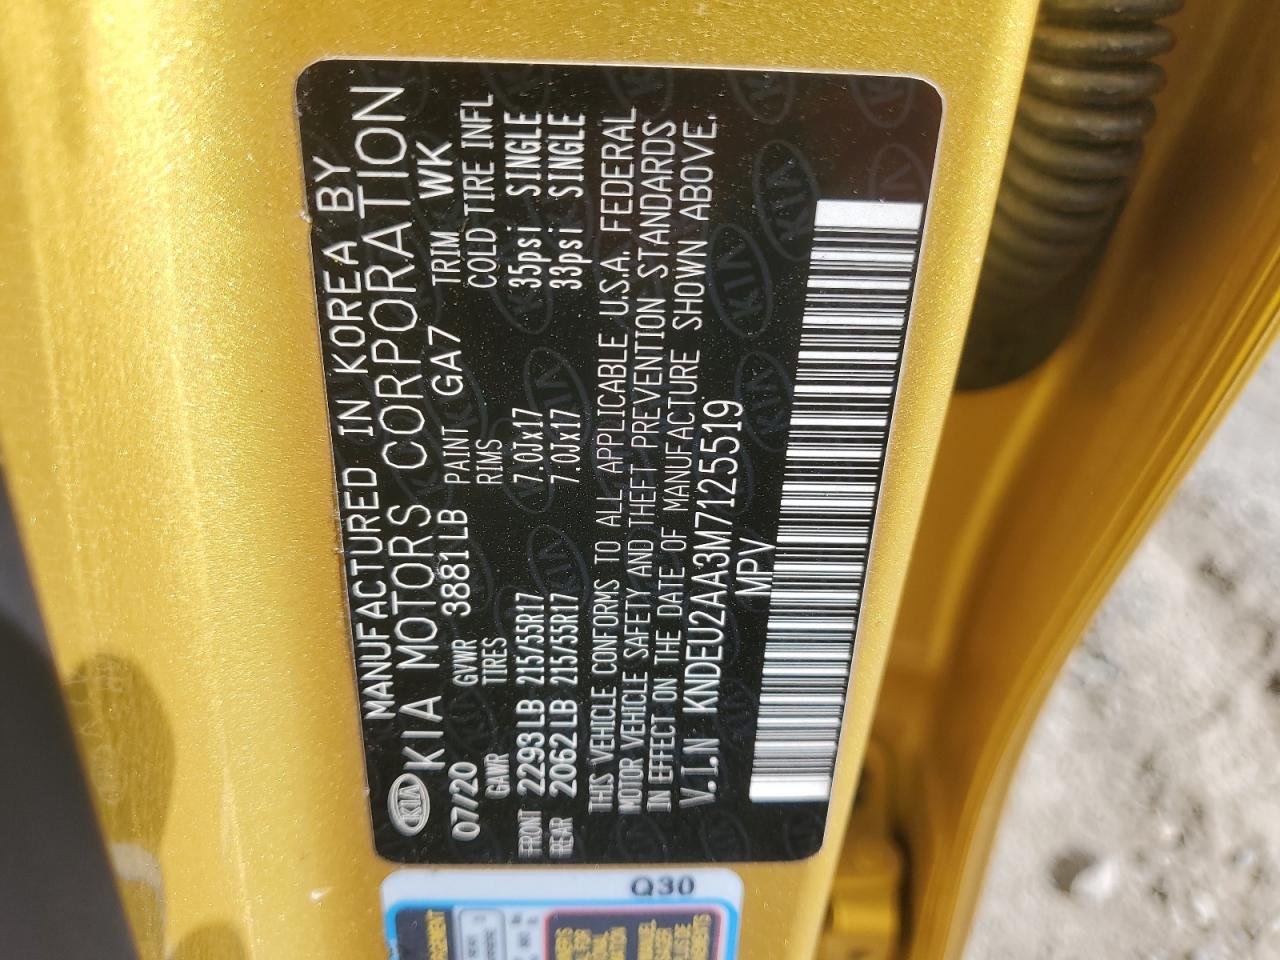 MANUFACTURED IN KOREA BY
KIA KIA MOTORS CORPORATION
07/20 GVWR 3881LB PAINT GA7 TRIM WK
GAWR TIRES RIMS COLD TIRE INFL
FRONT 2293LB 215/55R17 7.0Jx17 35psi SINGLE
REAR 2062LB 215/55R17 7.0Jx17 33psi SINGLE
THIS VEHICLE CONFORMS TO ALL APPLICABLE U.S.A. FEDERAL
MOTOR VEHICLE SAFETY AND THEFT PREVENTION STANDARDS
IN EFFECT ON THE DATE OF MANUFACTURE SHOWN ABOVE.
V.I.N KNDEU2AA3M7125519
MPV
Q30